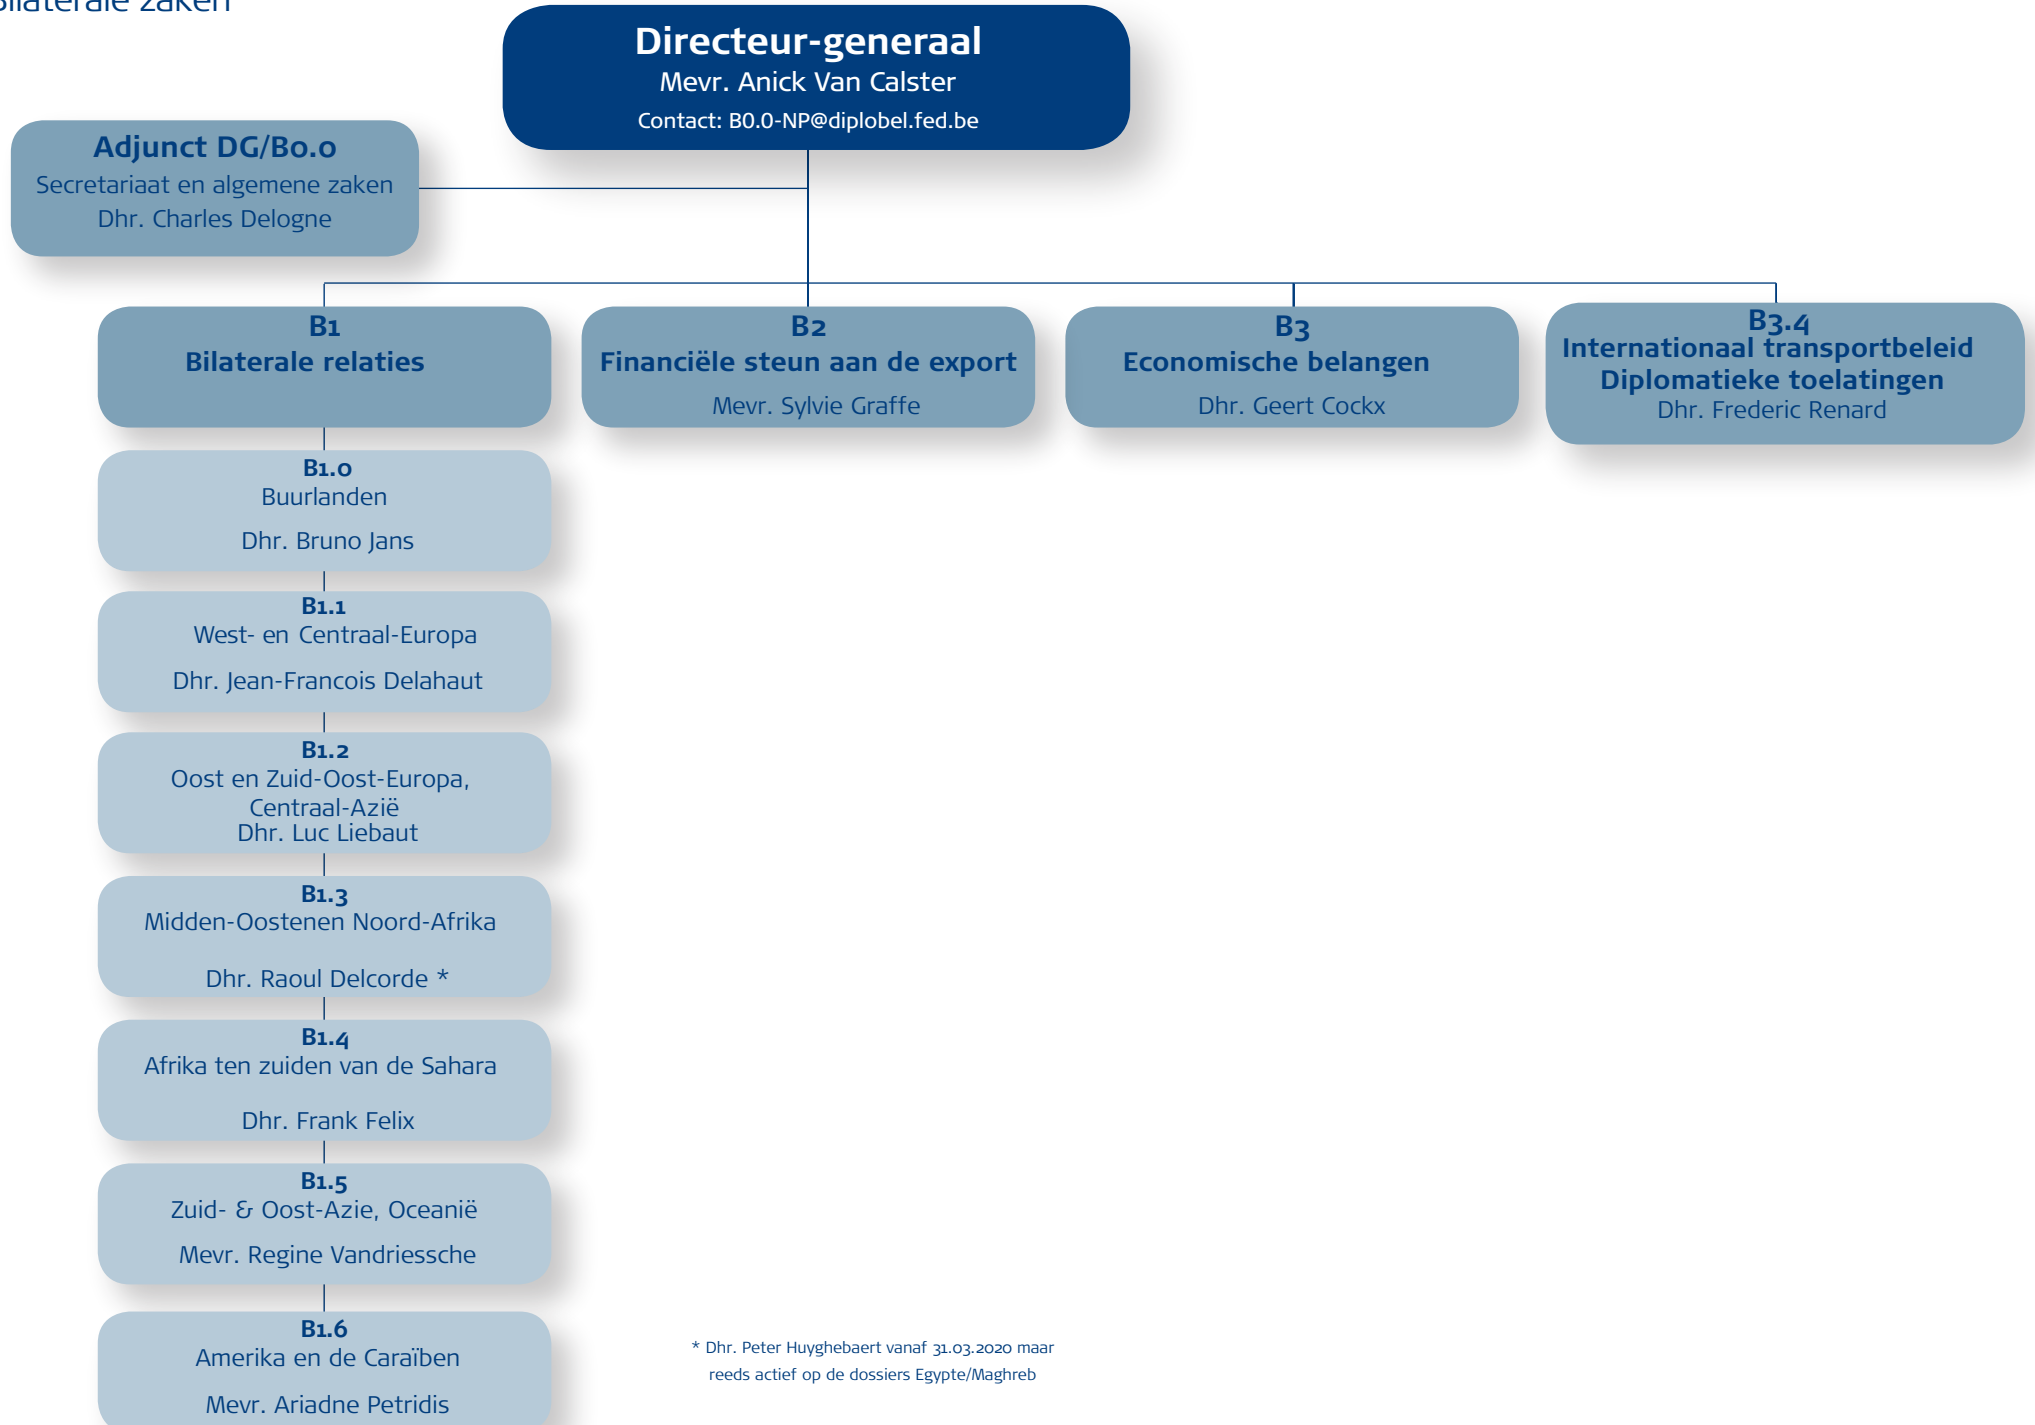 Bilaterale zaken
Directeur-generaal
Mevr. Anick Van Calster
Contact: B0.0-NP@diplobel.fed.be
Adjunct DG/B0.0
Secretariaat en algemene zaken
Dhr. Charles Delogne
B1
Bilaterale relaties
B2
Financiële steun aan de export
Mevr. Sylvie Graffe
B3
Economische belangen
Dhr. Geert Cockx
B3.4
Internationaal transportbeleid
Diplomatieke toelatingen
Dhr. Frederic Renard
B1.0
Buurlanden
Dhr. Bruno Jans
B1.1
West- en Centraal-Europa
Dhr. Jean-Francois Delahaut
B1.2
Oost en Zuid-Oost-Europa,
Centraal-Azië
Dhr. Luc Liebaut
B1.3
Midden-Oostenen Noord-Afrika
Dhr. Raoul Delcorde *
B1.4
Afrika ten zuiden van de Sahara
Dhr. Frank Felix
B1.5
Zuid- & Oost-Azie, Oceanië
Mevr. Regine Vandriessche
B1.6
Amerika en de Caraïben
Mevr. Ariadne Petridis
* Dhr. Peter Huyghebaert vanaf 31.03.2020 maar
reeds actief op de dossiers Egypte/Maghreb